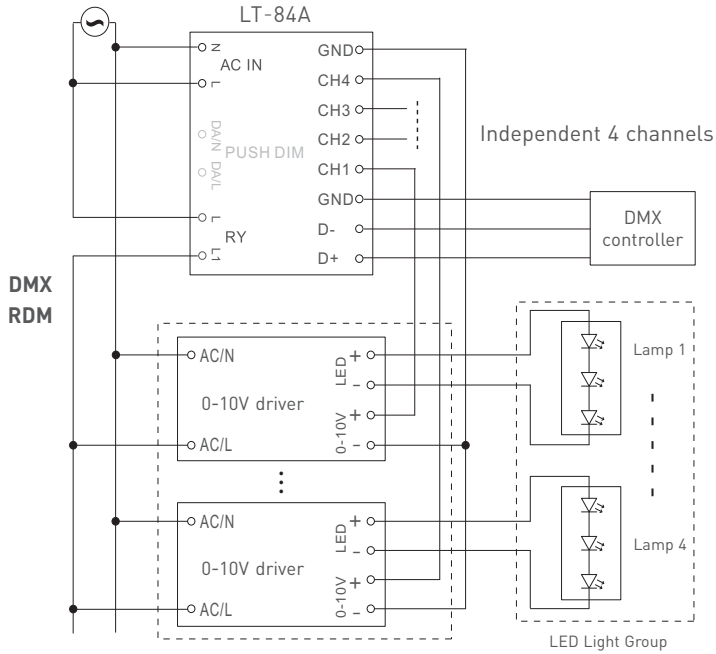 LT-84A
N
AC IN
L
DA/N
PUSH DIM
DA/L
L
RY
L1
GND
CH4
CH3
CH2
CH1
GND
D-
D+
Independent 4 channels
DMX
controller
DMX
RDM
AC/N
0-10V driver
AC/L
LED + -
0-10V + -
Lamp 1
AC/N
0-10V driver
AC/L
LED + -
0-10V + -
Lamp 4
LED Light Group